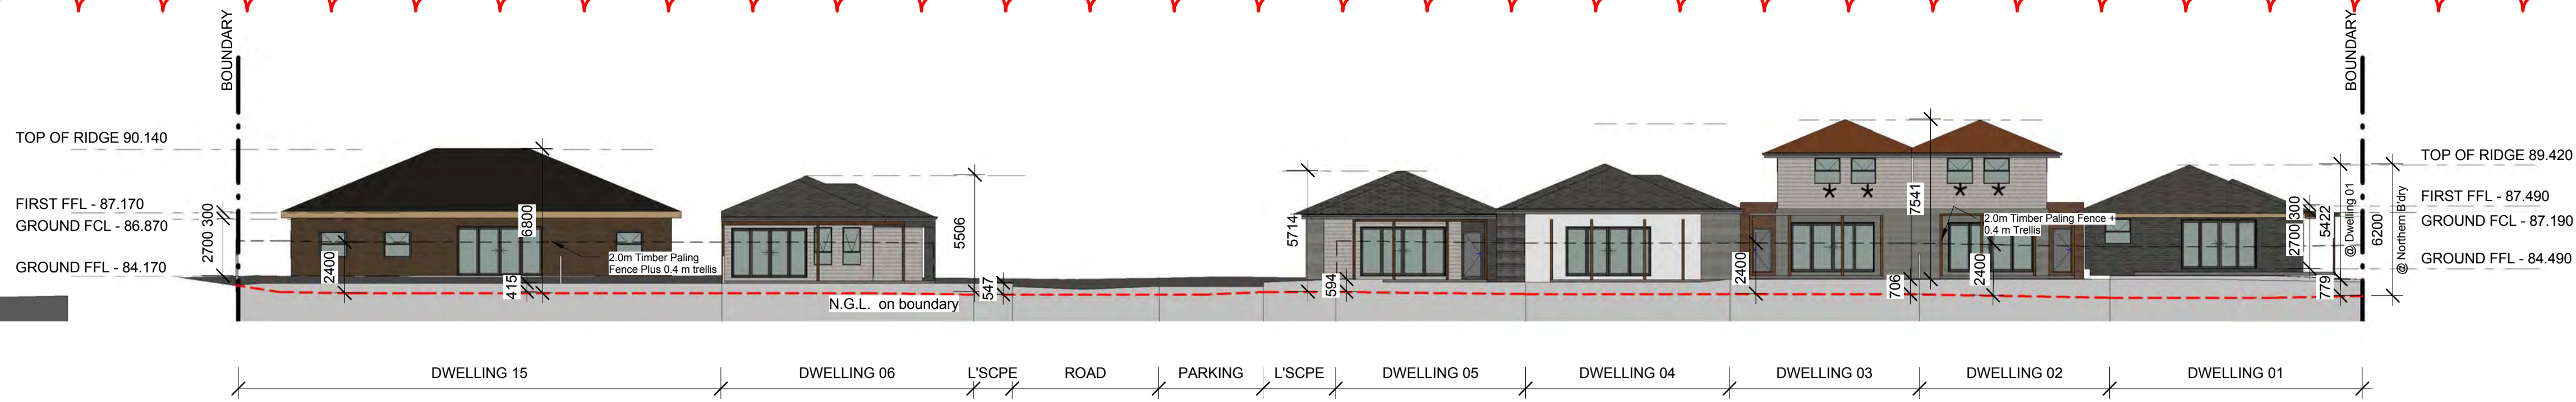 BOUNDARY
TOP OF RIDGE 90.140
FIRST FFL - 87.170
GROUND FCL - 86.870
GROUND FFL - 84.170
2700 300
2400
415
6800
2.0m Timber Paling
Fence Plus 0.4 m trellis
5506
547
N.G.L. on boundary
5714
594
2400
706
7541
2400
2.0m Timber Paling Fence +
0.4 m Trellis
2700 300
5422
@ Dwelling 01
779
6200
@ Northern B'dry
BOUNDARY
TOP OF RIDGE 89.420
FIRST FFL - 87.490
GROUND FCL - 87.190
GROUND FFL - 84.490
DWELLING 15
DWELLING 06
L'SCPE
ROAD
PARKING
L'SCPE
DWELLING 05
DWELLING 04
DWELLING 03
DWELLING 02
DWELLING 01